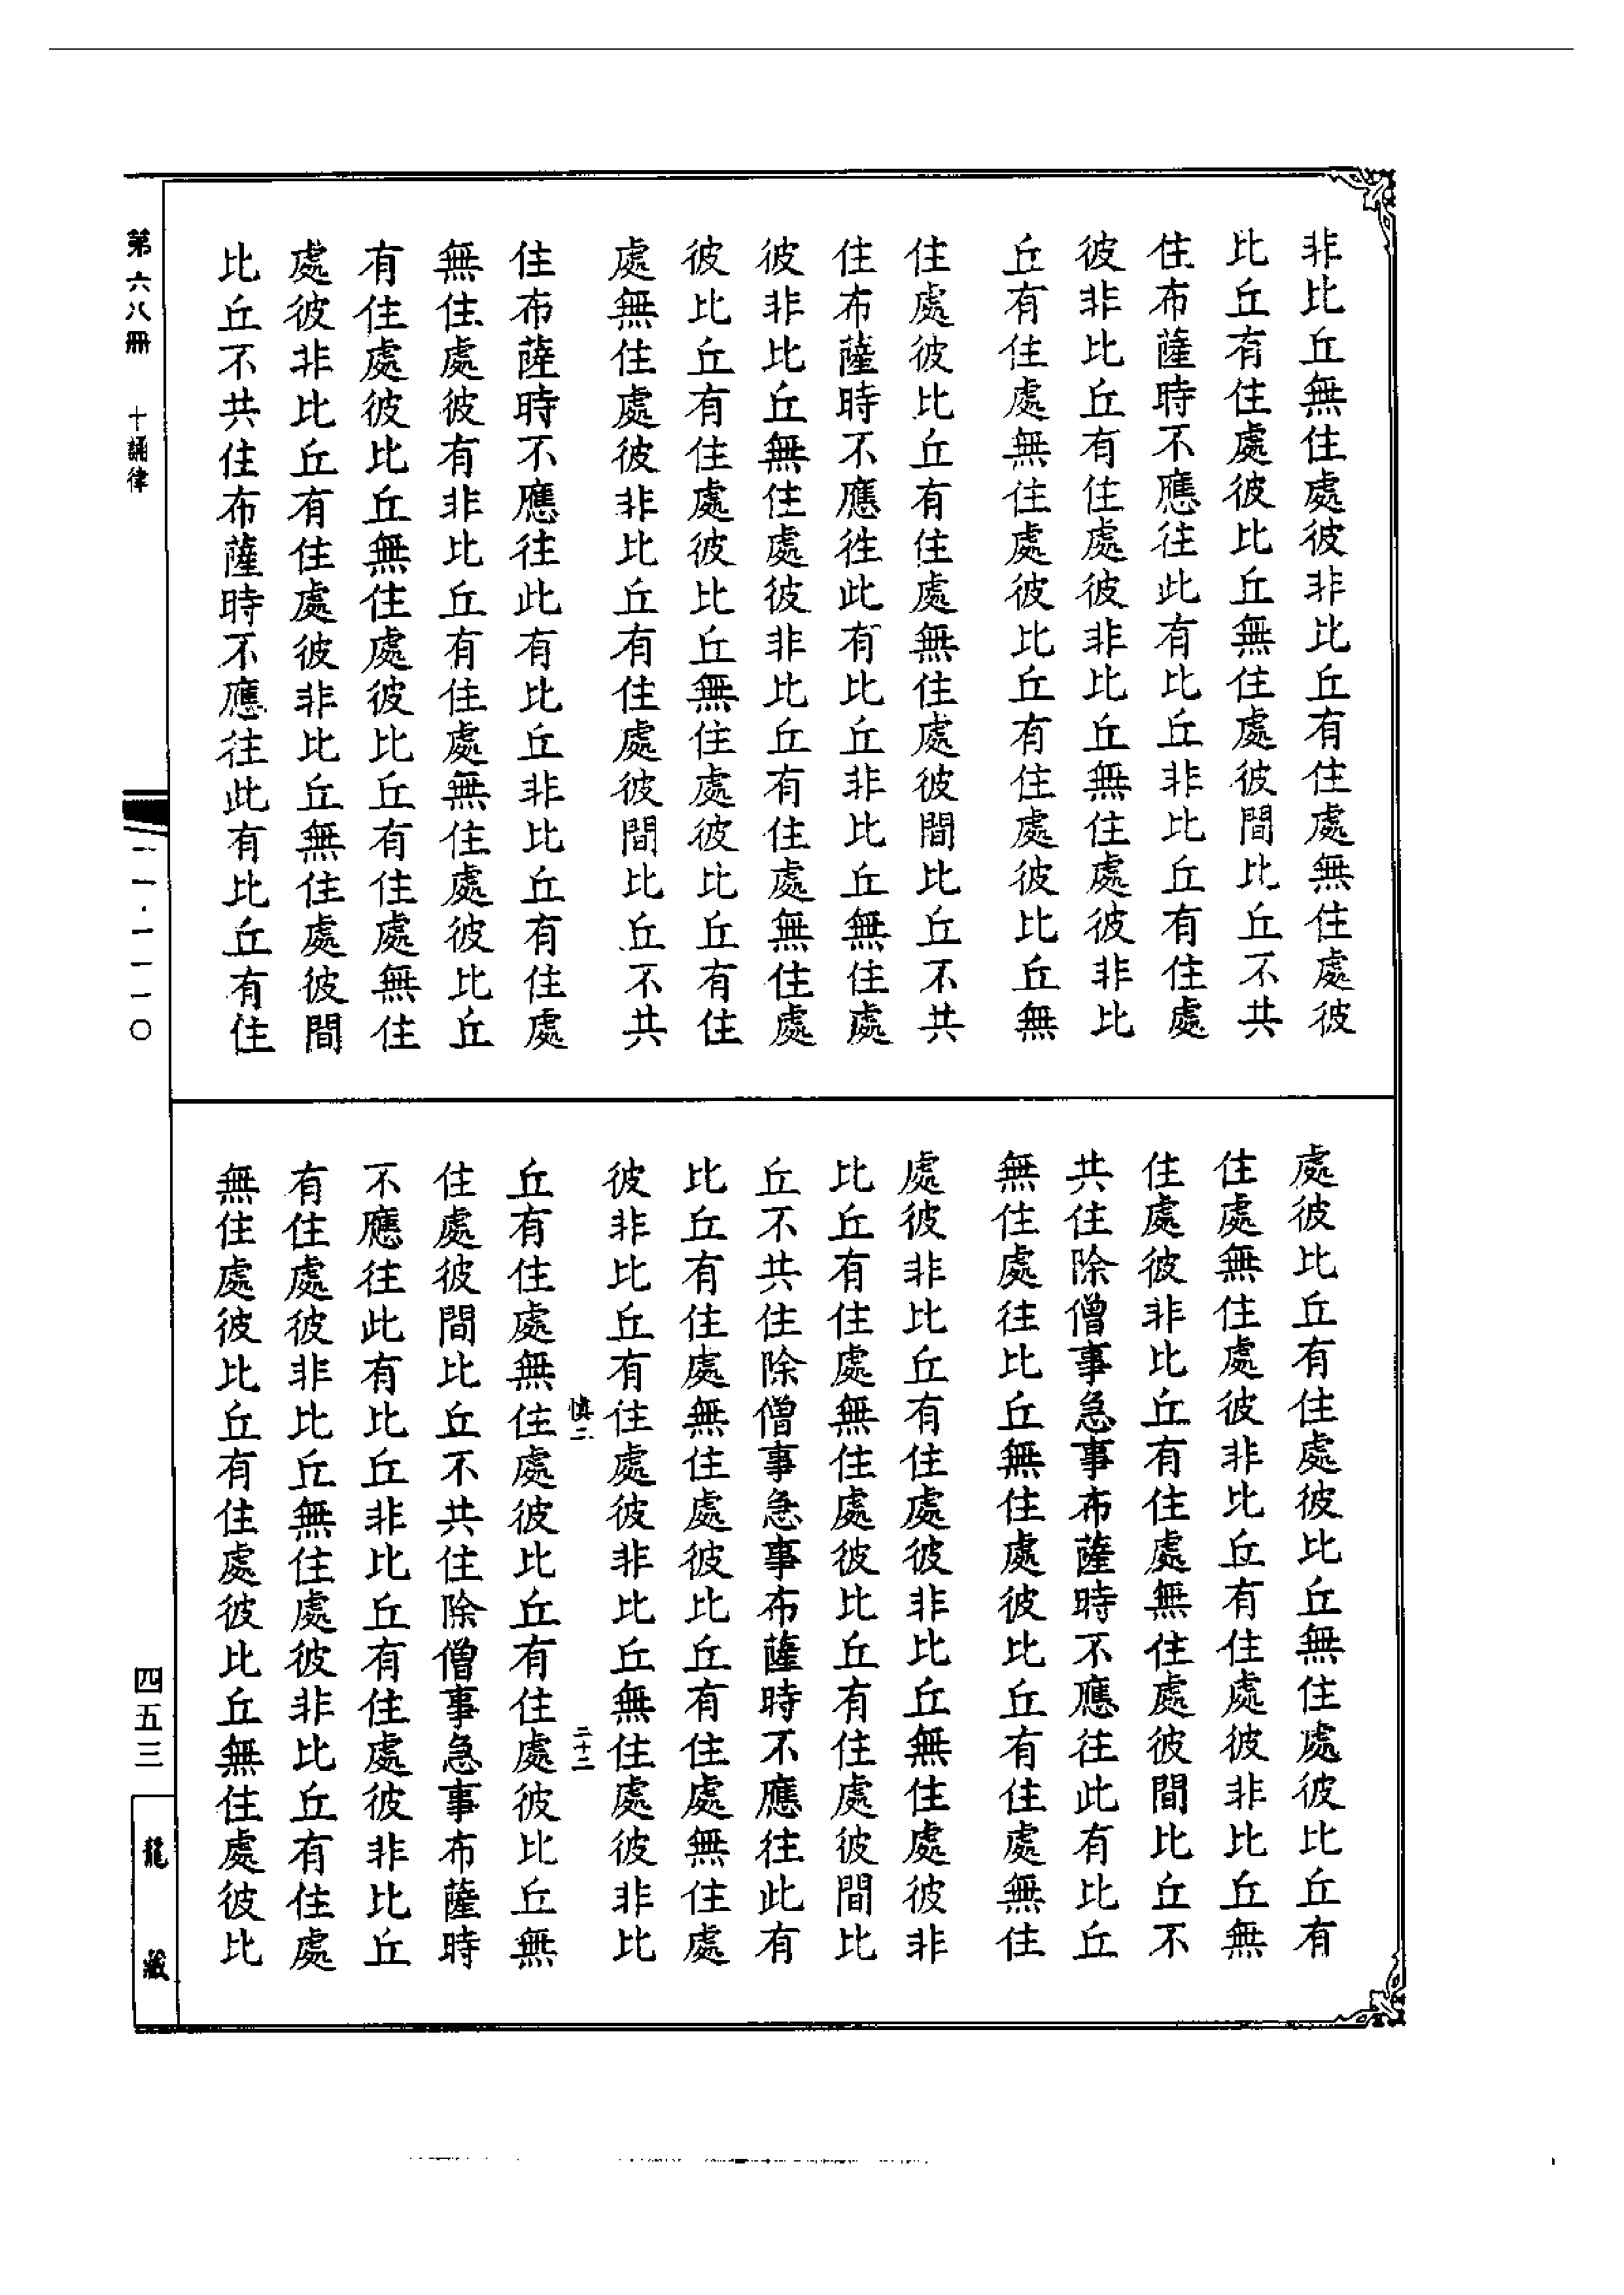 非比丘無住處彼非比丘有住處無住處彼
比丘有住處彼比丘無住處彼間比丘不共
住布薩時不應往此有比丘非比丘有住處
彼非比丘有住處彼非比丘無住處彼非比
丘有住處無住處彼比丘有住處彼比丘無
住處彼比丘有住處無住處彼間比丘不共
住布薩時不應往此有比丘非比丘無住處
彼非比丘無住處彼非比丘有住處無住處
彼比丘有住處彼比丘無住處彼比丘有住
處無住處彼非比丘有住處彼間比丘不共
住布薩時不應往此有比丘非比丘有住處
無住處彼有非比丘有住處無住處彼比丘
有住處彼比丘無住處彼比丘有住處無住
處彼非比丘有住處彼非比丘無住處彼間
比丘不共住布薩時不應往此有比丘有住
處彼比丘有住處彼比丘無住處彼比丘有
住處無住處彼非比丘有住處彼非比丘無
住處彼非比丘有住處無住處彼間比丘不
共住除僧事急事布薩時不應往此有比丘
無住處往比丘無住處彼比丘有住處無住
處彼非比丘有住處彼非比丘無住處彼非
比丘有住處無住處彼比丘有住處彼間比
丘不共住除僧事急事布薩時不應往此有
比丘有住處無住處彼比丘有住處無住處
彼非比丘有住處彼非比丘無住處彼非比
慎二 二十二
丘有住處無住處彼比丘有住處彼比丘無
住處彼間比丘不共住除僧事急事布薩時
不應往此有比丘非比丘有住處彼非比丘
有住處彼非比丘無住處彼非比丘有住處
無住處彼比丘有住處彼比丘無住處彼比
第六八冊 十誦律
四五三
龍藏